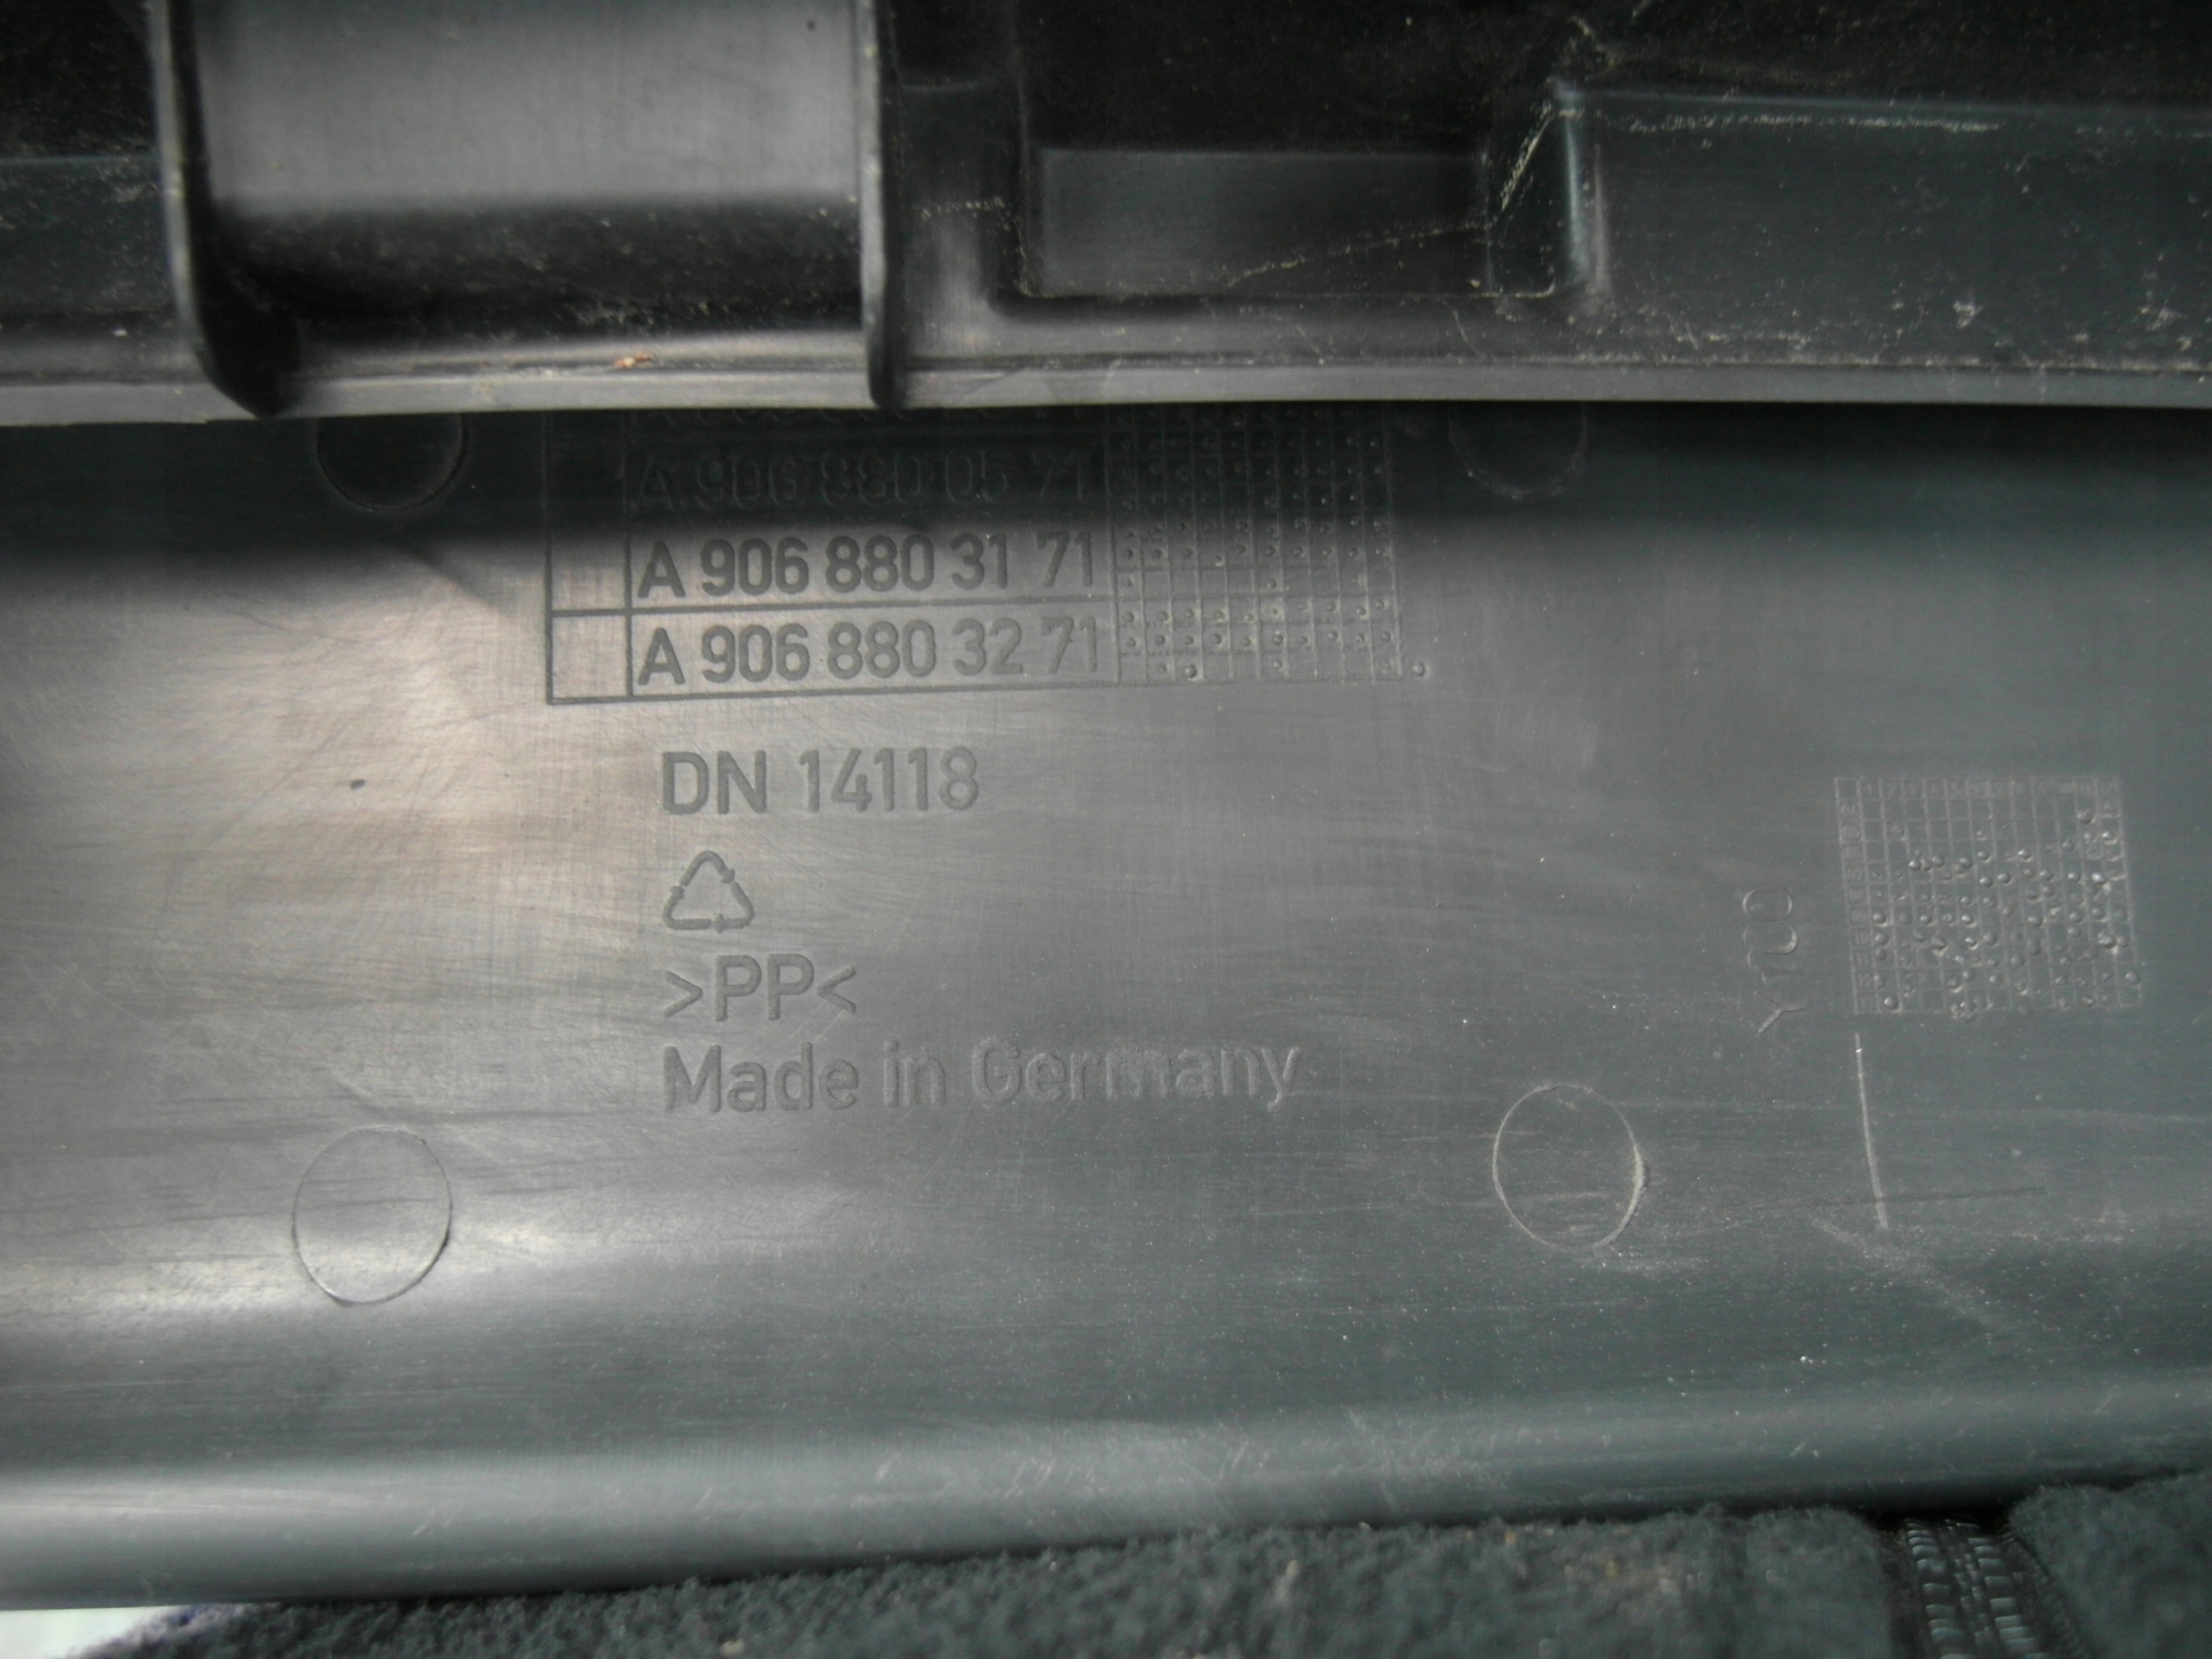 A 906 880 05 71
A 906 880 31 71
A 906 880 32 71
DN 14118
>PP<
Made in Germany